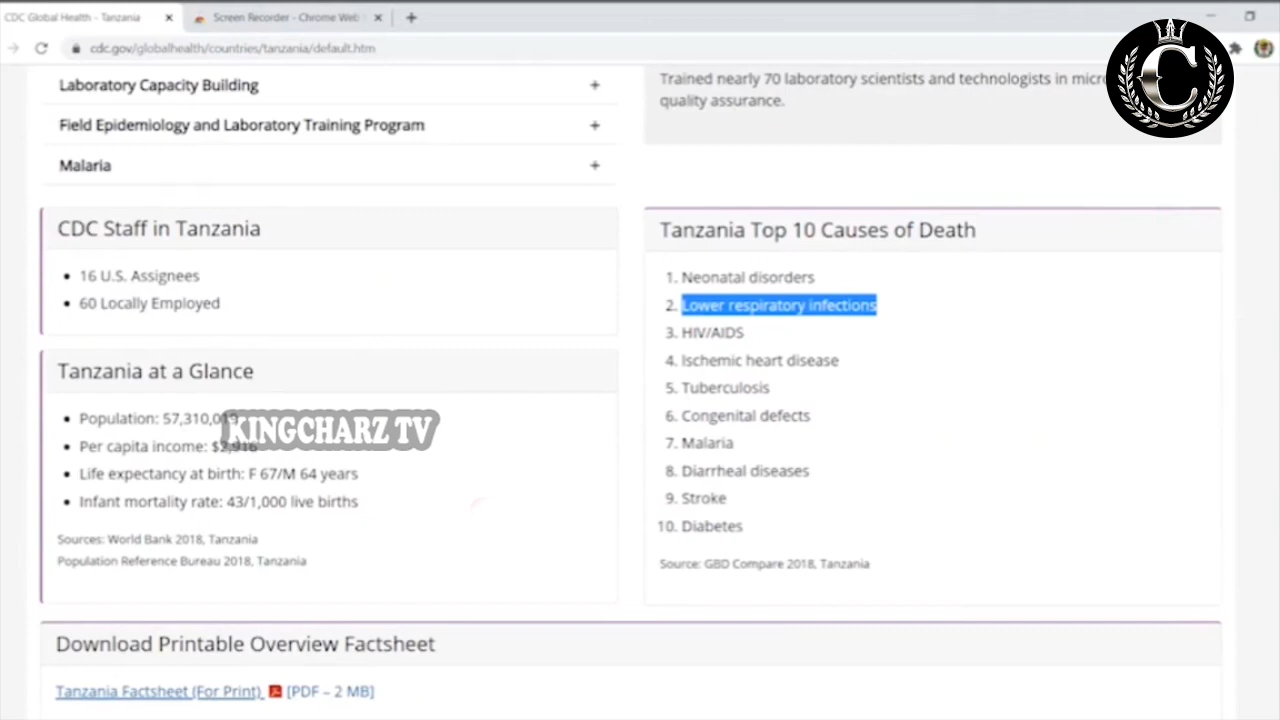 CDC Global Health - Tanzania
Screen Recorder - Chrome Web
cdc.gov/globalhealth/countries/tanzania/default.htm
C
Laboratory Capacity Building
Field Epidemiology and Laboratory Training Program
Malaria
Trained nearly 70 laboratory scientists and technologists in
quality assurance.
CDC Staff in Tanzania
16 U.S. Assignees
60 Locally Employed
Tanzania at a Glance
Population: 57,310,019
Per capita income: $2,916
KINGCHARZ TV
Life expectancy at birth: F 67/M 64 years
Infant mortality rate: 43/1,000 live births
Sources: World Bank 2018, Tanzania
Population Reference Bureau 2018, Tanzania
Tanzania Top 10 Causes of Death
1. Neonatal disorders
2. Lower respiratory infections
3. HIV/AIDS
4. Ischemic heart disease
5. Tuberculosis
6. Congenital defects
7. Malaria
8. Diarrheal diseases
9. Stroke
10. Diabetes
Source: GBD Compare 2018, Tanzania
Download Printable Overview Factsheet
Tanzania Factsheet (For Print) [PDF – 2 MB]